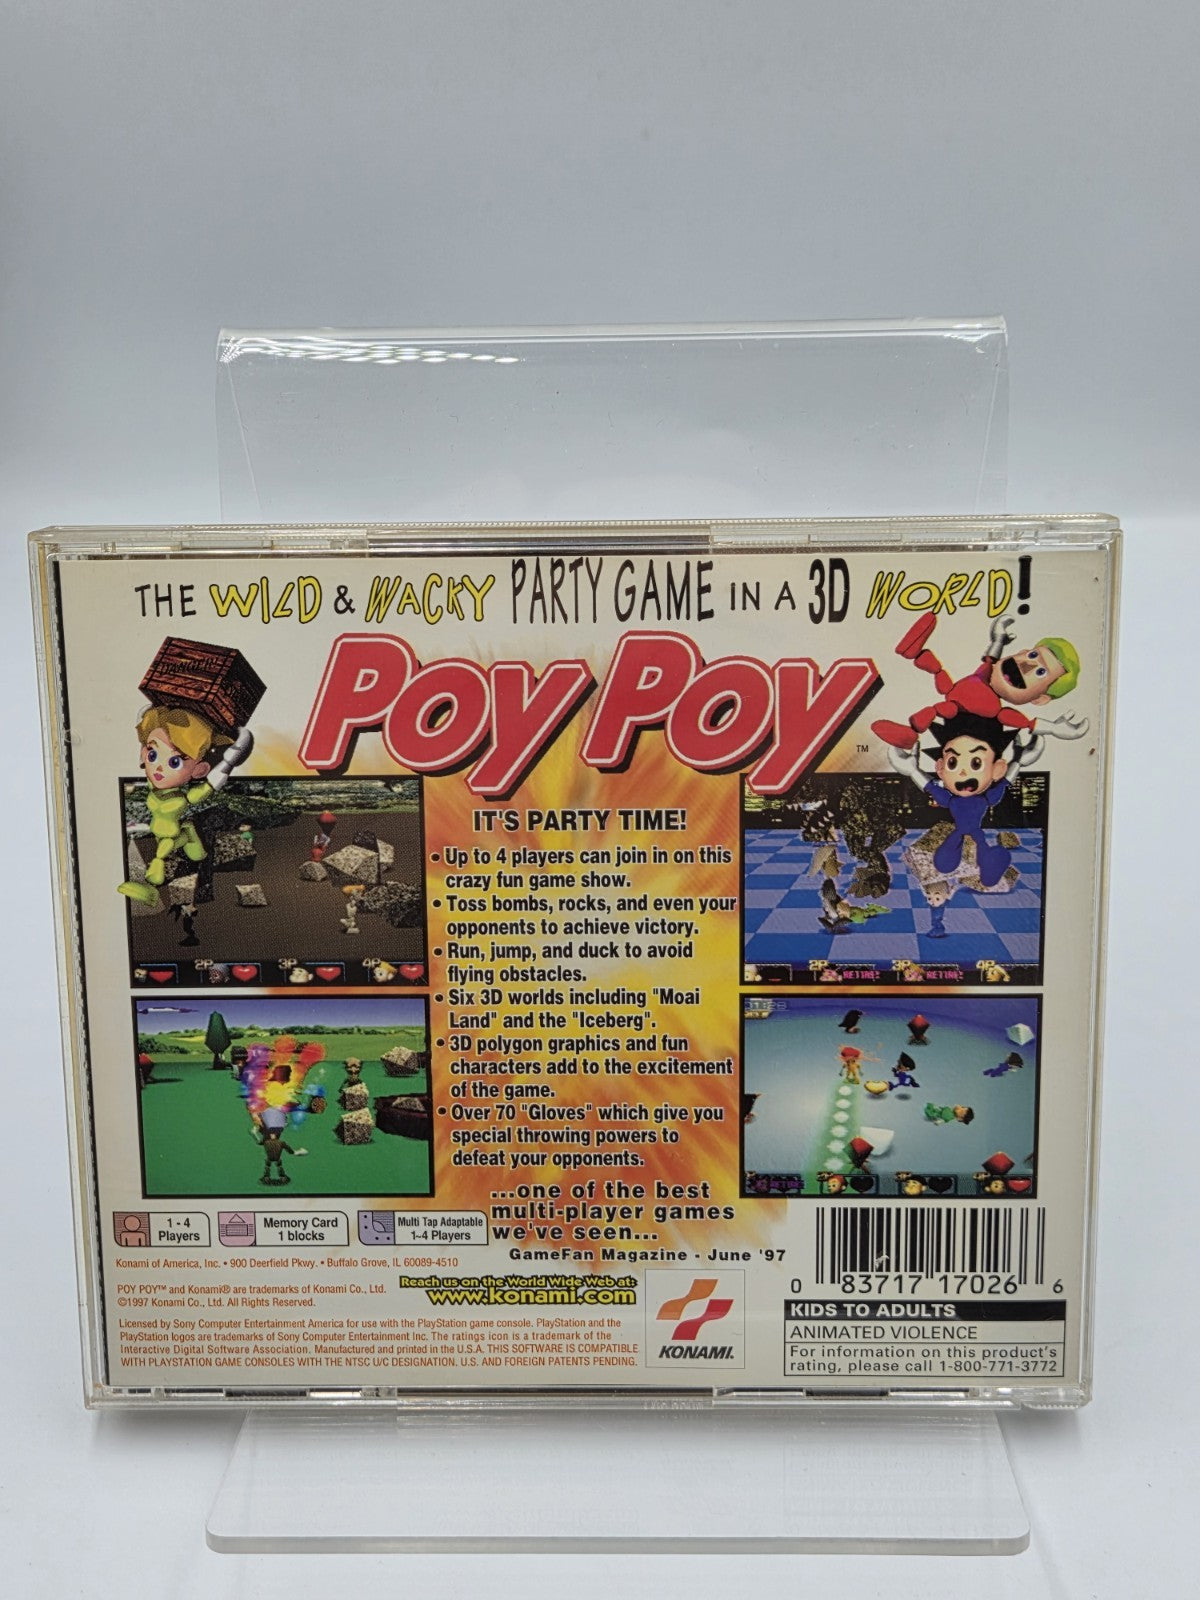 THE WILD & WACKY PARTY GAME IN A 3D WORLD!
DANGER!
POY POY
™
IT'S PARTY TIME!
• Up to 4 players can join in on this
crazy fun game show.
• Toss bombs, rocks, and even your
opponents to achieve victory.
• Run, jump, and duck to avoid
flying obstacles.
• Six 3D worlds including "Moai
Land" and the "Iceberg".
• 3D polygon graphics and fun
characters add to the excitement
of the game.
• Over 70 "Gloves" which give you
special throwing powers to
defeat your opponents.
...one of the best
multi-player games
we've seen...
GameFan Magazine - June '97
2P 3P 4P
2P RETIRE! 3P RETIRE! 4P
1 - 4
Players
Memory Card
1 blocks
Multi Tap Adaptable
1~4 Players
Konami of America, Inc. • 900 Deerfield Pkwy. • Buffalo Grove, IL 60089-4510
POY POY™ and Konami® are trademarks of Konami Co., Ltd.
©1997 Konami Co., Ltd. All Rights Reserved.
Reach us on the World Wide Web at:
www.konami.com
Licensed by Sony Computer Entertainment America for use with the PlayStation game console. PlayStation and the
PlayStation logos are trademarks of Sony Computer Entertainment Inc. The ratings icon is a trademark of the
Interactive Digital Software Association. Manufactured and printed in the U.S.A. THIS SOFTWARE IS COMPATIBLE
WITH PLAYSTATION GAME CONSOLES WITH THE NTSC U/C DESIGNATION. U.S. AND FOREIGN PATENTS PENDING.
KONAMI.
0 83717 17026 6
KIDS TO ADULTS
ANIMATED VIOLENCE
For information on this product's
rating, please call 1-800-771-3772